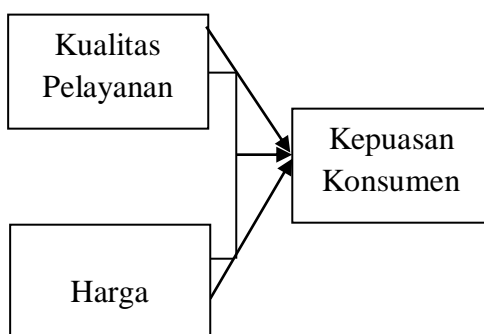 Kualitas
Pelayanan
Kepuasan
Konsumen
Harga